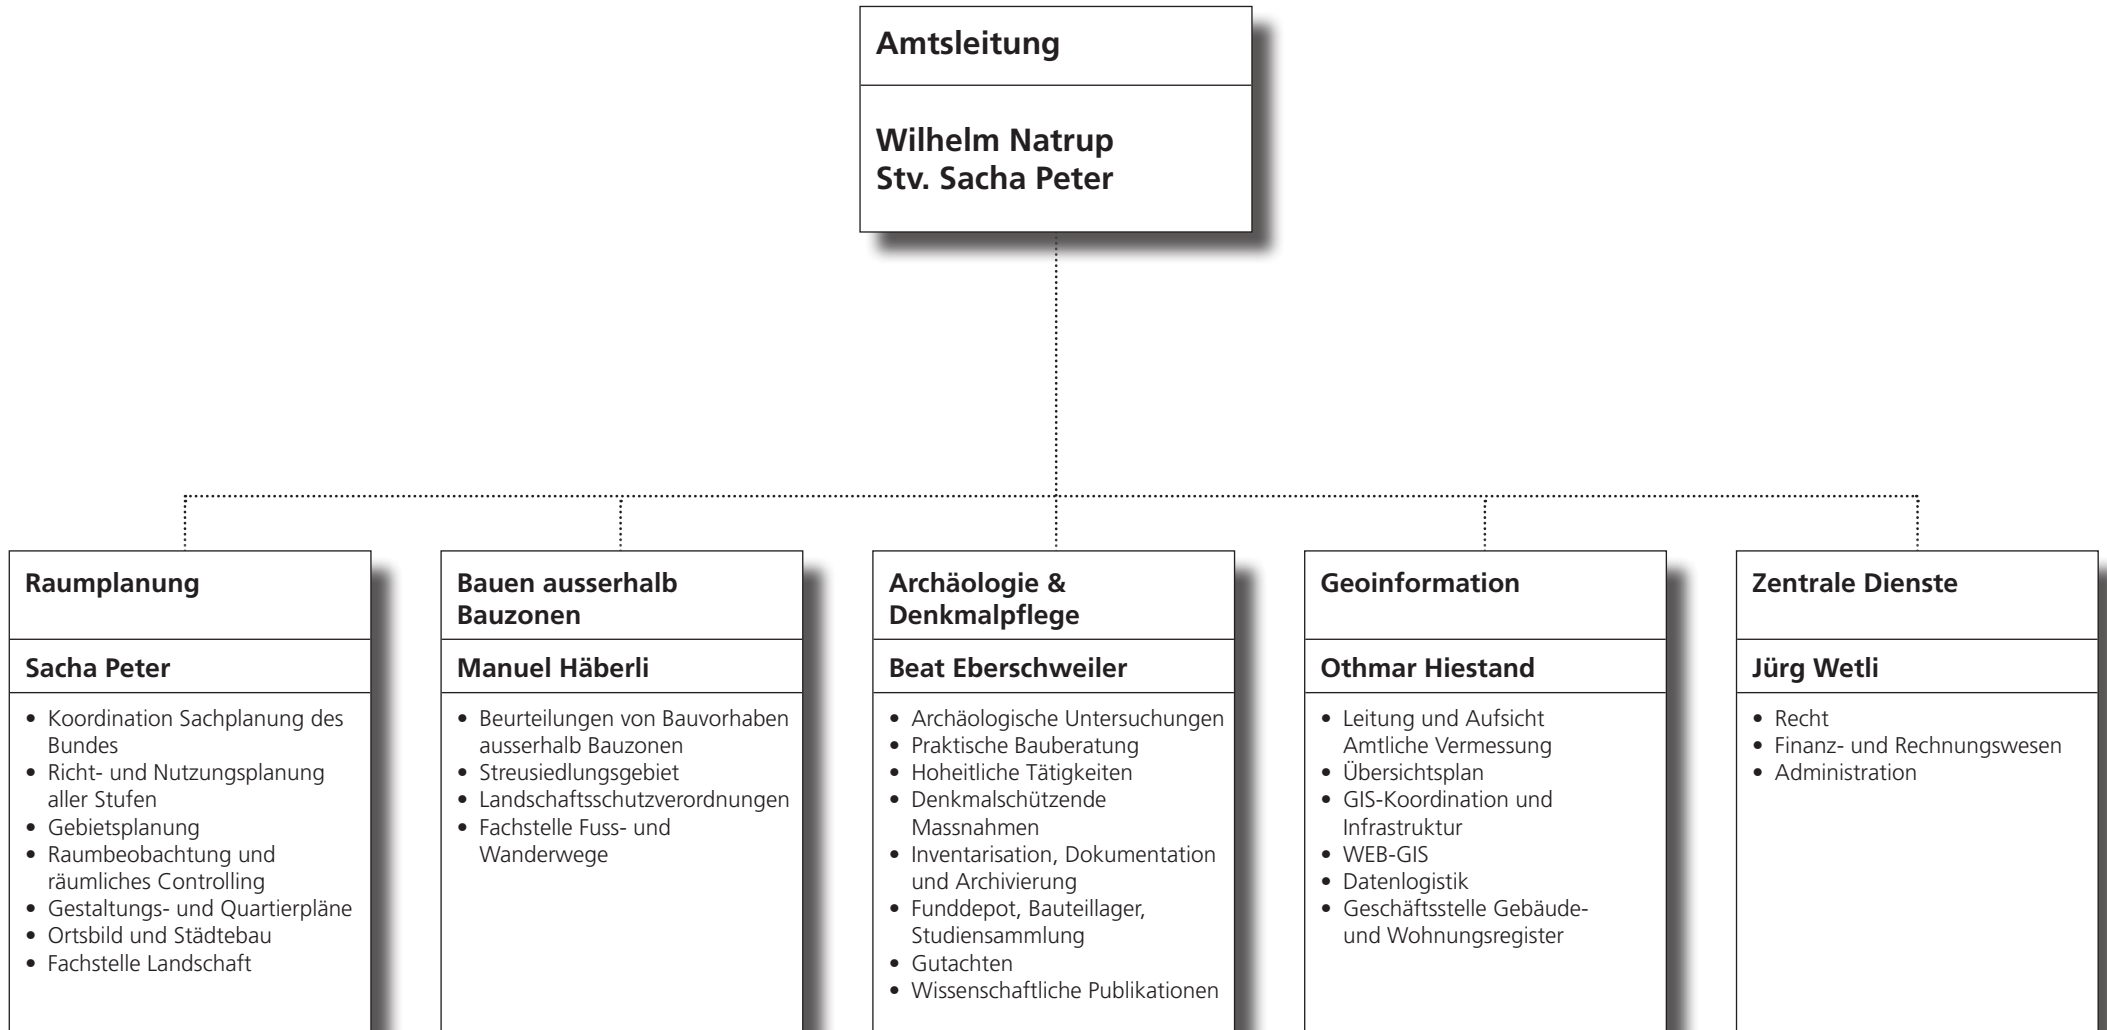 Amtsleitung
Wilhelm Natrup
Stv. Sacha Peter
Raumplanung
Sacha Peter
• Koordination Sachplanung des
Bundes
• Richt- und Nutzungsplanung
aller Stufen
• Gebietsplanung
• Raumbeobachtung und
räumliches Controlling
• Gestaltungs- und Quartierpläne
• Ortsbild und Städtebau
• Fachstelle Landschaft
Bauen ausserhalb
Bauzonen
Manuel Häberli
• Beurteilungen von Bauvorhaben
ausserhalb Bauzonen
• Streusiedlungsgebiet
• Landschaftsschutzverordnungen
• Fachstelle Fuss- und
Wanderwege
Archäologie &
Denkmalpflege
Beat Eberschweiler
• Archäologische Untersuchungen
• Praktische Bauberatung
• Hoheitliche Tätigkeiten
• Denkmalschützende
Massnahmen
• Inventarisation, Dokumentation
und Archivierung
• Funddepot, Bauteillager,
Studiensammlung
• Gutachten
• Wissenschaftliche Publikationen
Geoinformation
Othmar Hiestand
• Leitung und Aufsicht
Amtliche Vermessung
• Übersichtsplan
• GIS-Koordination und
Infrastruktur
• WEB-GIS
• Datenlogistik
• Geschäftsstelle Gebäude-
und Wohnungsregister
Zentrale Dienste
Jürg Wetli
• Recht
• Finanz- und Rechnungswesen
• Administration